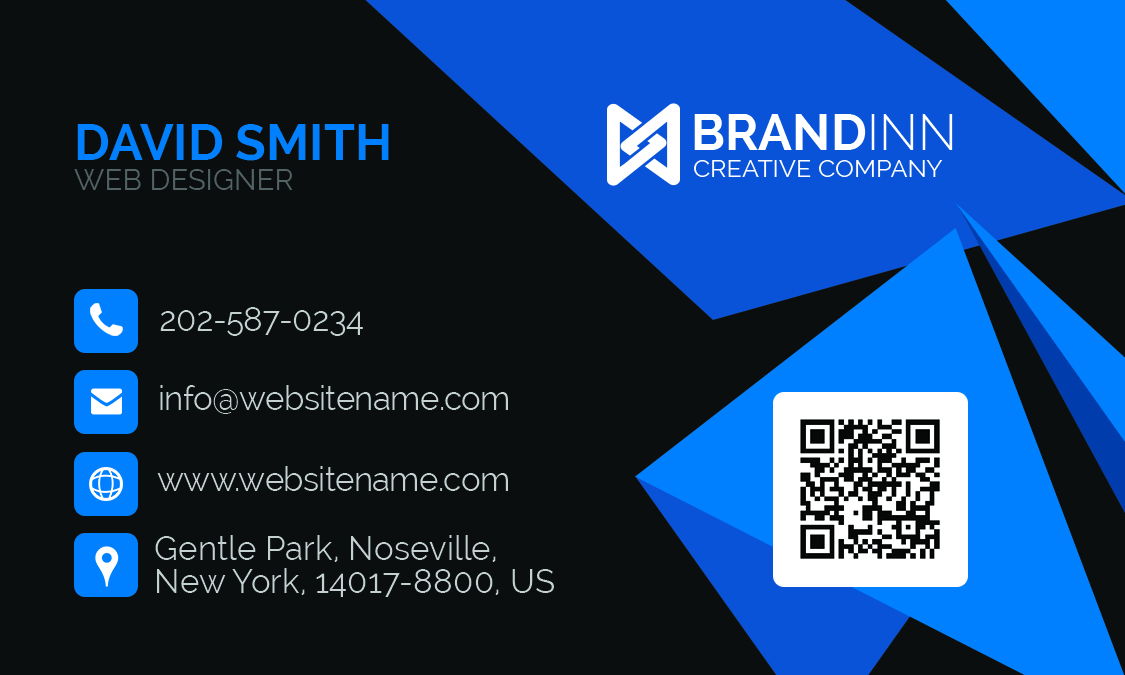 DAVID SMITH
WEB DESIGNER
BRANDINN
CREATIVE COMPANY
202-587-0234
info@websitename.com
www.websitename.com
Gentle Park, Noseville,
New York, 14017-8800, US